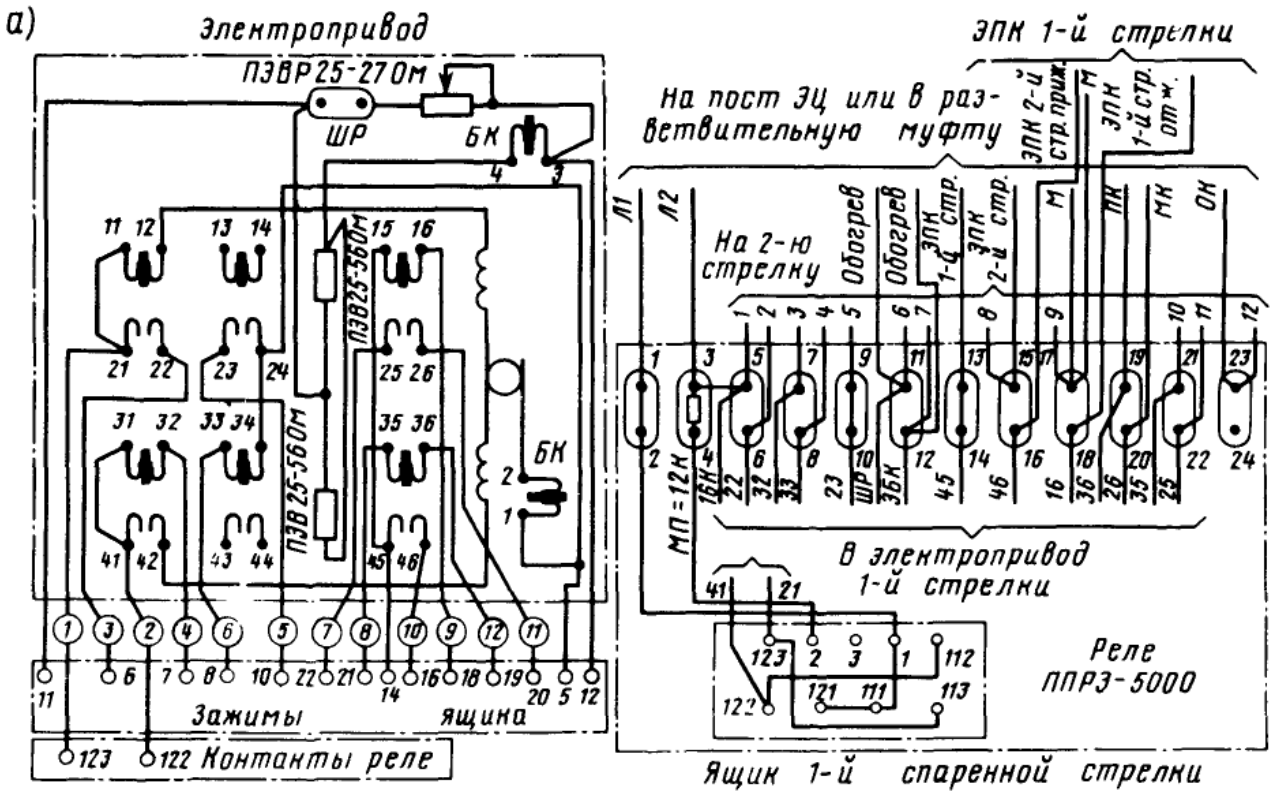 а)
Электропривод
ПЭВР 25-27 Ом
ШР
БК
4 3
11 12 13 14 15 16
ПЭВ 25-56 Ом
21 22 23 24 25 26
31 32 33 34 35 36
ПЭВ 25-56 Ом
2 БК
1
41 42 43 44 45 46
1 3 2 4 6 5 7 8 10 9 12 11
11 6 7 8 10 22 21 14 16 18 19 20 5 12
Зажимы ящика
123 122 Контакты реле
ЭПК 1-й стрелки
На пост ЭЦ или в раз-
ветвительную муфту
ЭПК 2-й
стр. приж.
М
ЭПК
1-й стр.
отж.
Л1
Л2
Обогрев
Обогрев
ЭПК
1-й стр.
ЭПК
2-й стр.
М
ПК
МК
ОК
На 2-ю
стрелку
1 2 3 4 5 6 7 8 9 10 11 12
1 3 5 7 9 11 13 15 17 19 21 23
2 4 6 8 10 12 14 16 18 20 22 24
МП=12К
16К
22
32
33
23
ШР
3БК
45
46
16
36
26
35
25
В электропривод
1-й стрелки
41 21
123 2 3 1 112
122 121 111 113
Реле
ППРЗ-5000
Ящик 1-й спаренной стрелки